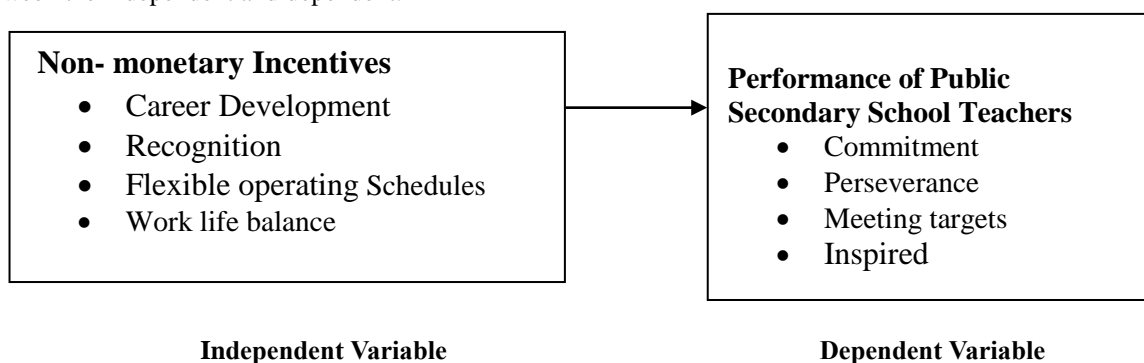 Non- monetary Incentives
• Career Development
• Recognition
• Flexible operating Schedules
• Work life balance
Performance of Public
Secondary School Teachers
• Commitment
• Perseverance
• Meeting targets
• Inspired
Independent Variable
Dependent Variable